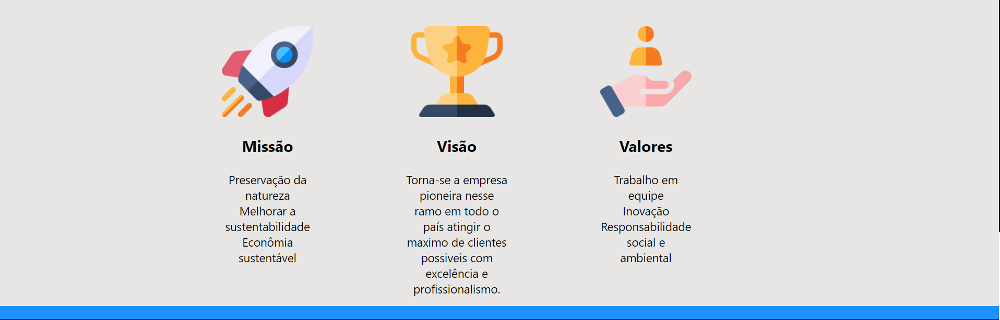 Missão
Preservação da
natureza
Melhorar a
sustentabilidade
Econômia
sustentável
Visão
Torna-se a empresa
pioneira nesse
ramo em todo o
país atingir o
maximo de clientes
possiveis com
excelência e
profissionalismo.
Valores
Trabalho em
equipe
Inovação
Responsabilidade
social e
ambiental